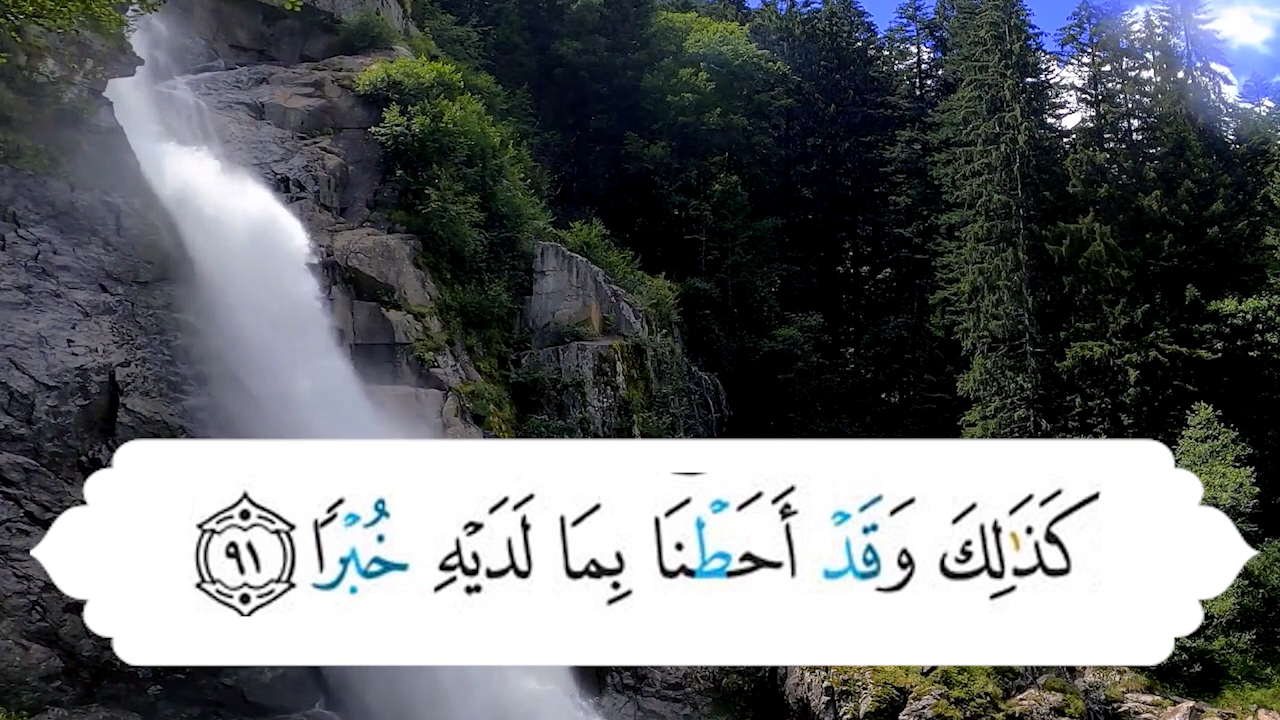 كَذَٰلِكَ وَقَدْ أَحَطْنَا بِمَا لَدَيْهِ خُبْرًا ٩١